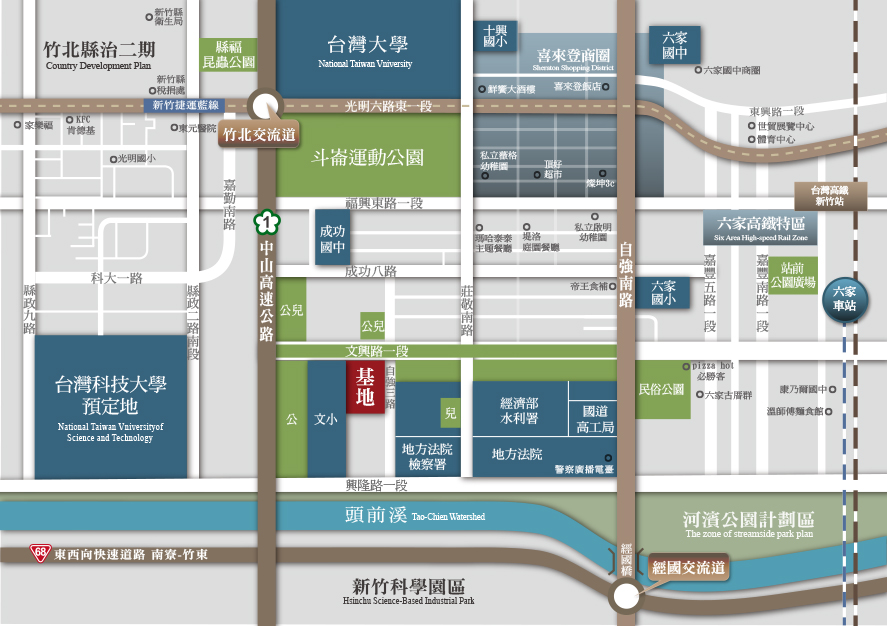 新竹縣
衛生局
竹北縣治二期
Country Development Plan
新竹縣
稅捐處
縣福
昆蟲公園
台灣大學
National Taiwan University
十興
國小
喜來登商圈
Sheraton Shopping District
鮮饗大酒樓
喜來登飯店
六家
國中
六家國中商圈
新竹捷運藍線
光明六路東一段
東興路一段
家樂福
KFC
肯德基
東元醫院
竹北交流道
世貿展覽中心
體育中心
光明國小
斗崙運動公園
私立薇格
幼稚園
頂好
超市
燦坤3c
嘉勤南路
台灣高鐵
新竹站
福興東路一段
1
中山高速公路
成功
國中
瑪哈泰泰
主題餐廳
堤洛
庭園餐廳
私立啟明
幼稚園
自強南路
六家高鐵特區
Six Area High-speed Rail Zone
科大一路
成功八路
嘉豐五路一段
嘉豐南路一段
站前
公園廣場
縣政九路
縣政二路南段
莊敬南路
帝王食補
六家
國小
六家
車站
公兒
公兒
文興路一段
台灣科技大學
預定地
National Taiwan Universityof
Science and Technology
公
文小
基地
自強三路
兒
地方法院
檢察署
經濟部
水利署
國道
高工局
地方法院
警察廣播電臺
民俗公園
pizza hot
必勝客
六家古厝群
康乃爾國中
溫師傅麵食館
興隆路一段
頭前溪 Tao-Chien Watershed
河濱公園計劃區
The zone of streamside park plan
68 東西向快速道路 南寮-竹東
經國橋
經國交流道
新竹科學園區
Hsinchu Science-Based Industrial Park